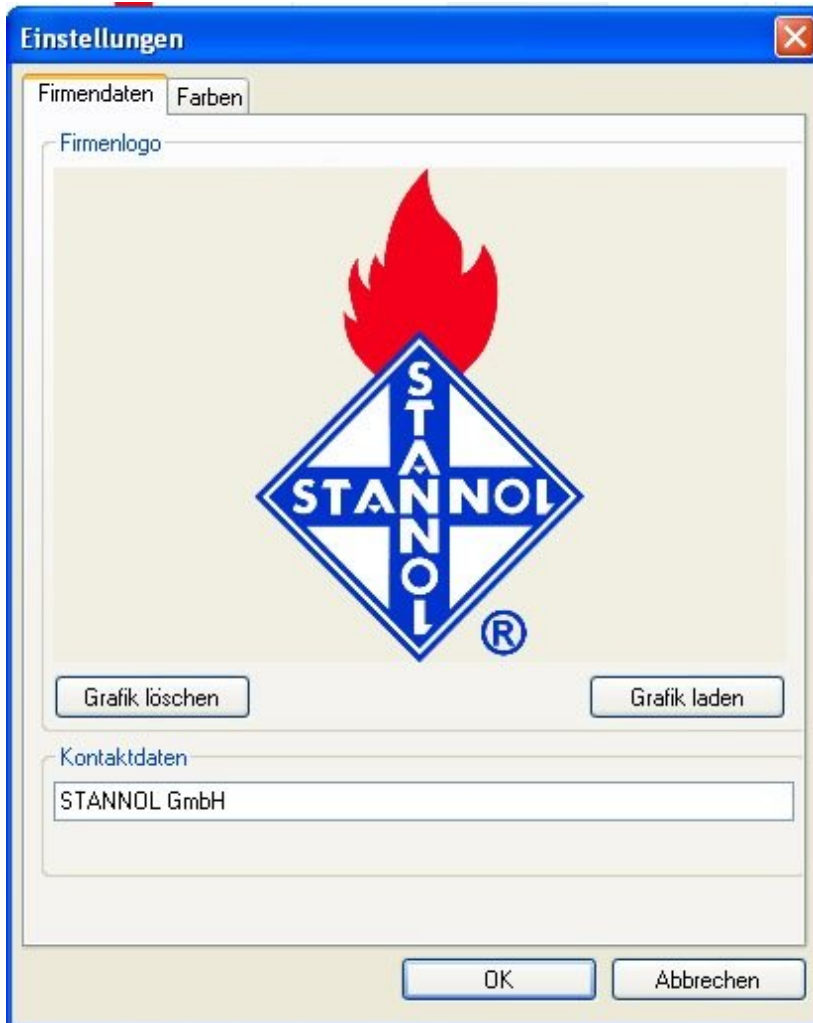 Einstellungen
Firmendaten Farben
Firmenlogo
STANNOL
STANNOL
®
Grafik löschen Grafik laden
Kontaktdaten
STANNOL GmbH
OK Abbrechen